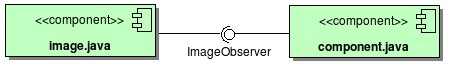 <<component>>
image.java
ImageObserver
<<component>>
component.java